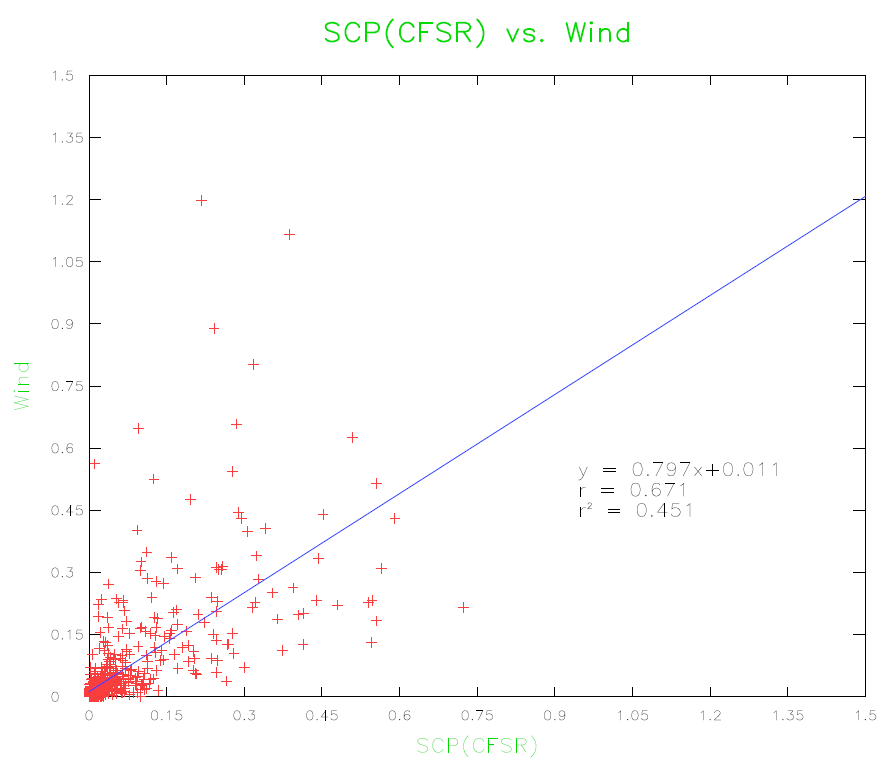 SCP(CFSR) vs. Wind
1.5
1.35
1.2
1.05
0.9
0.75
0.6
0.45
0.3
0.15
0
Wind
y = 0.797x+0.011
r = 0.671
r² = 0.451
0 0.15 0.3 0.45 0.6 0.75 0.9 1.05 1.2 1.35 1.5
SCP(CFSR)